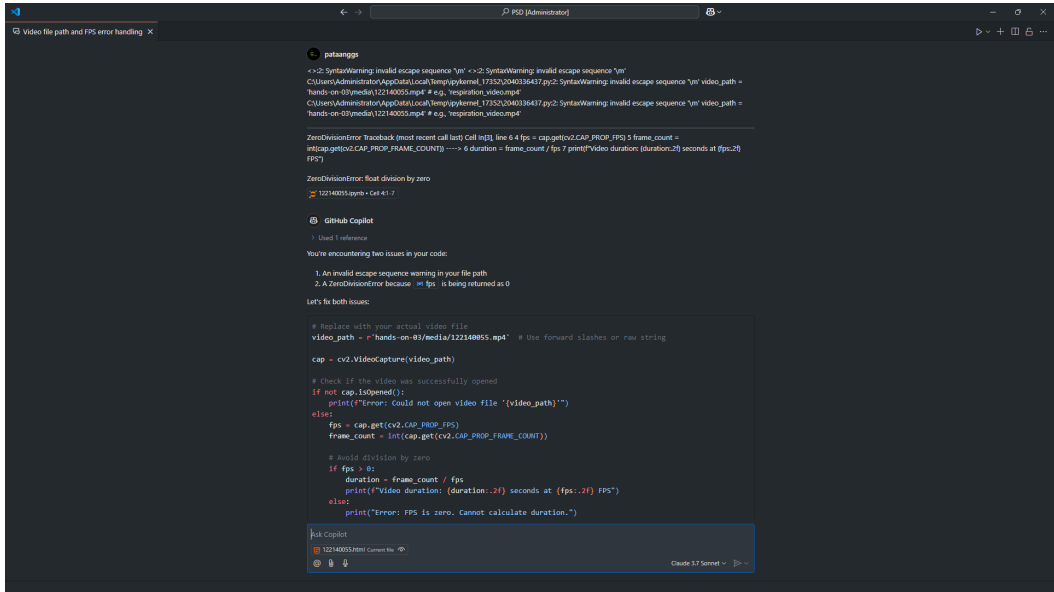 PSD [Administrator]
Video file path and FPS error handling
pataanggs
<>:2: SyntaxWarning: invalid escape sequence '\m' <>:2: SyntaxWarning: invalid escape sequence '\m'
C:\Users\Administrator\AppData\Local\Temp\ipykernel_17352\2040336437.py:2: SyntaxWarning: invalid escape sequence '\m' video_path =
'hands-on-03\media\122140055.mp4' # e.g., 'respiration_video.mp4'
C:\Users\Administrator\AppData\Local\Temp\ipykernel_17352\2040336437.py:2: SyntaxWarning: invalid escape sequence '\m' video_path =
'hands-on-03\media\122140055.mp4' # e.g., 'respiration_video.mp4'
ZeroDivisionError Traceback (most recent call last) Cell In[3], line 6 4 fps = cap.get(cv2.CAP_PROP_FPS) 5 frame_count =
int(cap.get(cv2.CAP_PROP_FRAME_COUNT)) ----> 6 duration = frame_count / fps 7 print(f"Video duration: {duration:.2f} seconds at {fps:.2f}
FPS")
ZeroDivisionError: float division by zero
122140055.ipynb • Cell 4:1-7
GitHub Copilot
> Used 1 reference
You're encountering two issues in your code:
1. An invalid escape sequence warning in your file path
2. A ZeroDivisionError because fps is being returned as 0
Let's fix both issues:
# Replace with your actual video file
video_path = r'hands-on-03/media/122140055.mp4' # Use forward slashes or raw string
cap = cv2.VideoCapture(video_path)
# Check if the video was successfully opened
if not cap.isOpened():
print(f"Error: Could not open video file '{video_path}'")
else:
fps = cap.get(cv2.CAP_PROP_FPS)
frame_count = int(cap.get(cv2.CAP_PROP_FRAME_COUNT))
# Avoid division by zero
if fps > 0:
duration = frame_count / fps
print(f"Video duration: {duration:.2f} seconds at {fps:.2f} FPS")
else:
print("Error: FPS is zero. Cannot calculate duration.")
Ask Copilot
122140055.html Current file
Claude 3.7 Sonnet